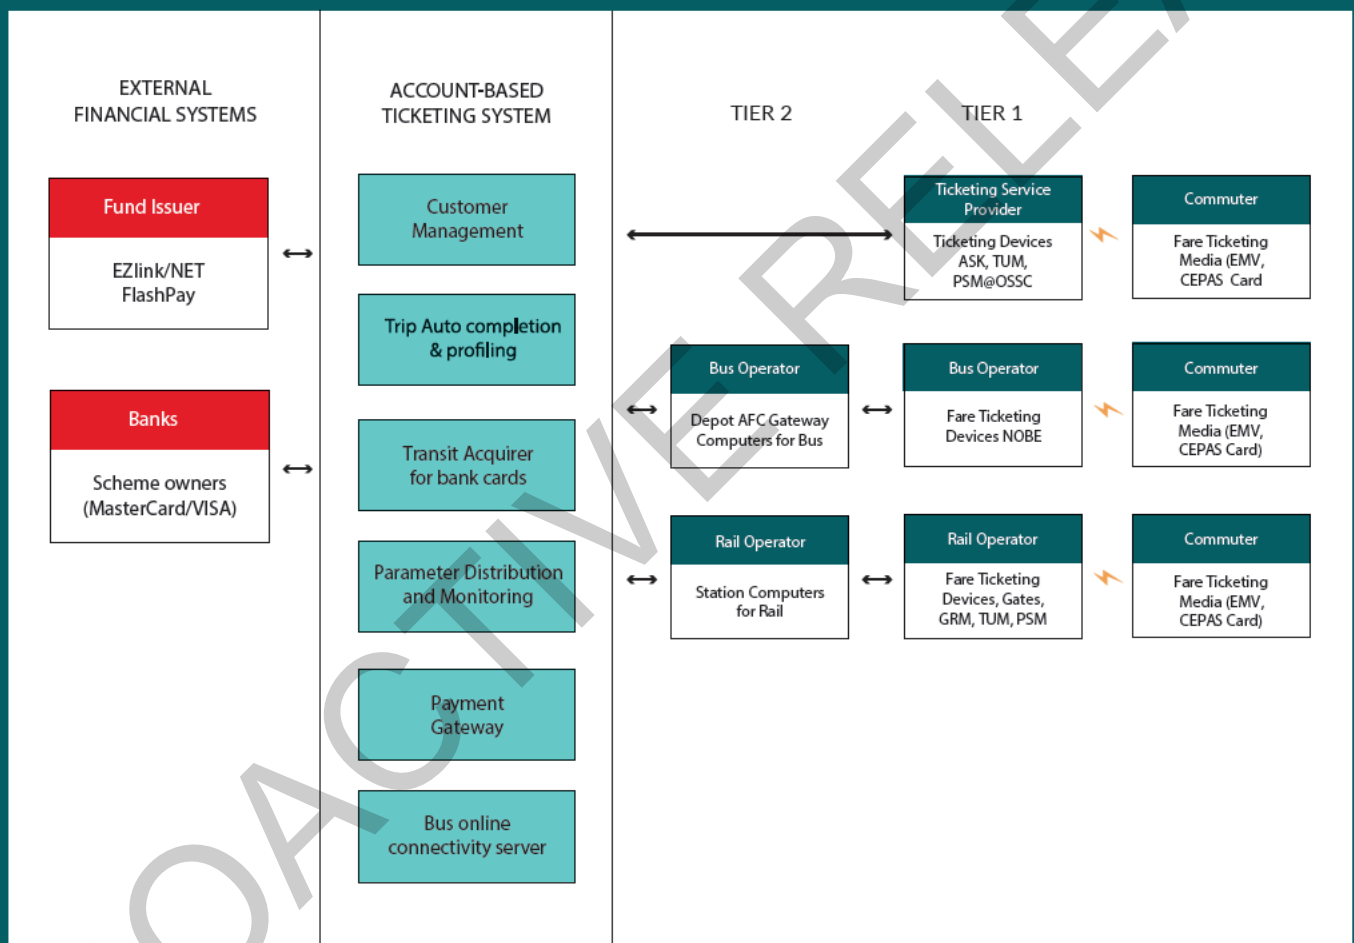 EXTERNAL
FINANCIAL SYSTEMS
ACCOUNT-BASED
TICKETING SYSTEM
TIER 2
TIER 1
Fund Issuer
EZlink/NET
FlashPay
Banks
Scheme owners
(MasterCard/VISA)
Customer
Management
Trip Auto completion
& profiling
Transit Acquirer
for bank cards
Parameter Distribution
and Monitoring
Payment
Gateway
Bus online
connectivity server
Ticketing Service
Provider
Ticketing Devices
ASK, TUM,
PSM@OSSC
Commuter
Fare Ticketing
Media (EMV,
CEPAS Card
Bus Operator
Depot AFC Gateway
Computers for Bus
Bus Operator
Fare Ticketing
Devices NOBE
Commuter
Fare Ticketing
Media (EMV,
CEPAS Card)
Rail Operator
Station Computers
for Rail
Rail Operator
Fare Ticketing
Devices, Gates,
GRM, TUM, PSM
Commuter
Fare Ticketing
Media (EMV,
CEPAS Card)
OACTIVE RELEA